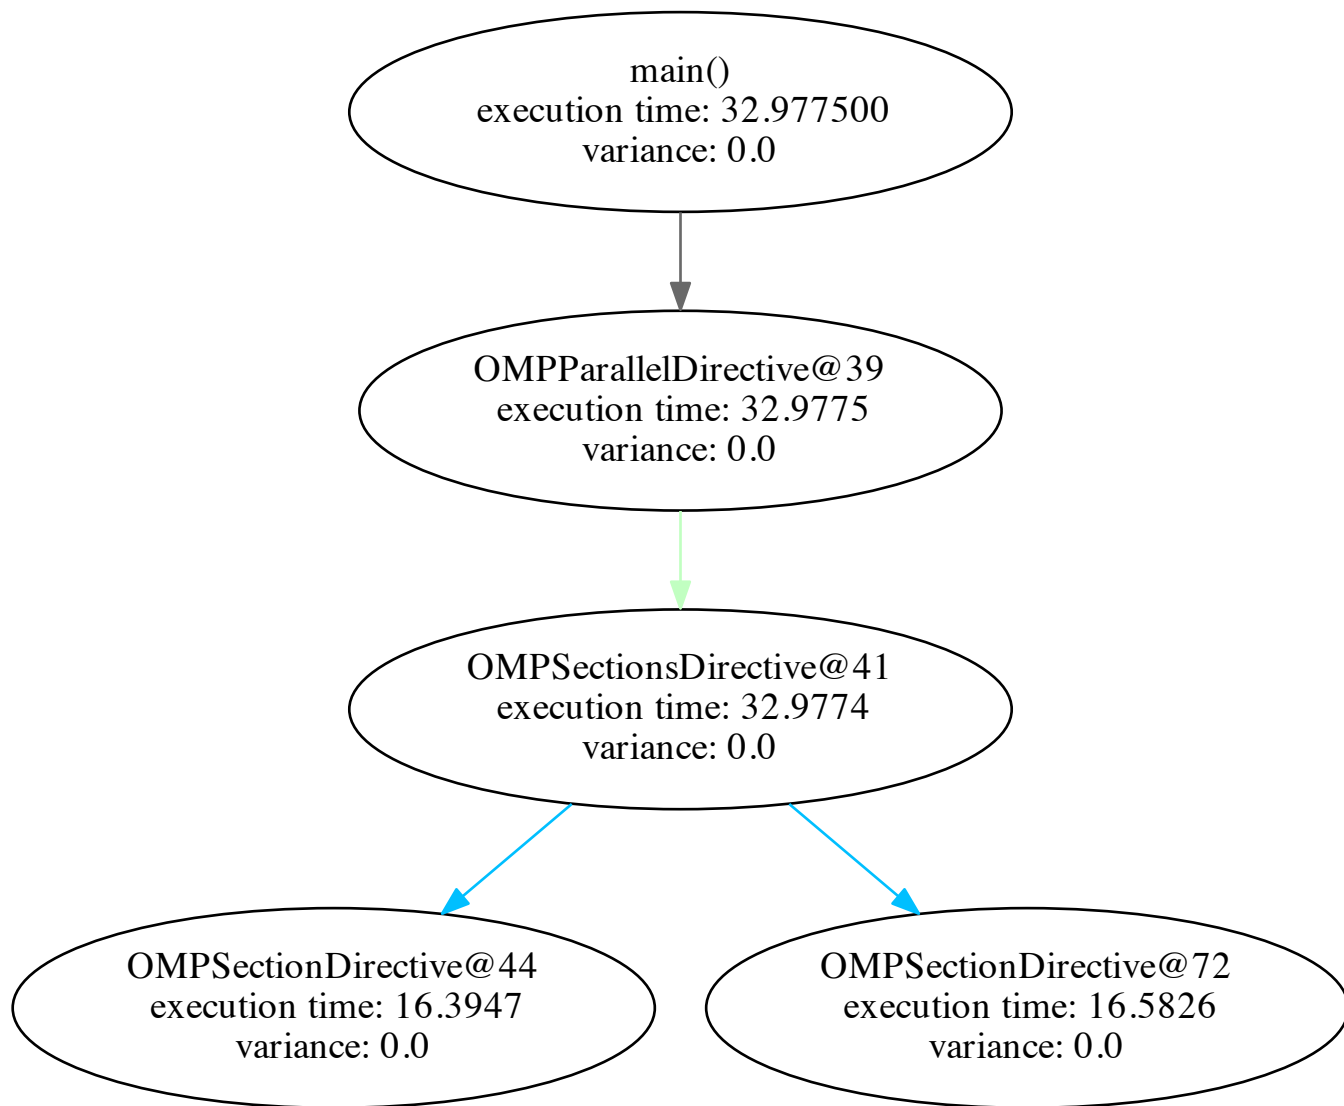 main()
execution time: 32.977500
variance: 0.0
OMPParallelDirective@39
execution time: 32.9775
variance: 0.0
OMPSectionsDirective@41
execution time: 32.9774
variance: 0.0
OMPSectionDirective@44
execution time: 16.3947
variance: 0.0
OMPSectionDirective@72
execution time: 16.5826
variance: 0.0